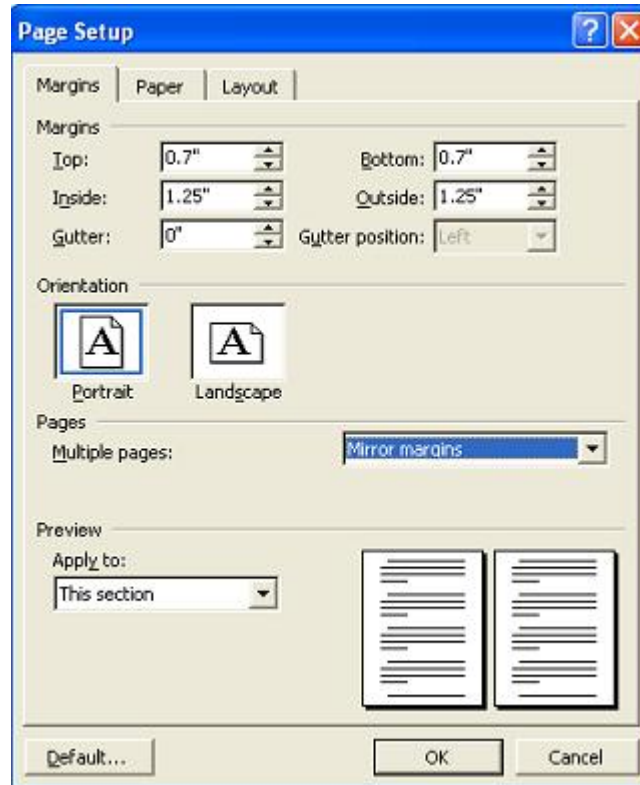 Page Setup
Margins Paper Layout
Margins
Top: 0.7" Bottom: 0.7"
Inside: 1.25" Outside: 1.25"
Gutter: 0" Gutter position: Left
Orientation
A A
Portrait Landscape
Pages
Multiple pages: Mirror margins
Preview
Apply to:
This section
Default... OK Cancel